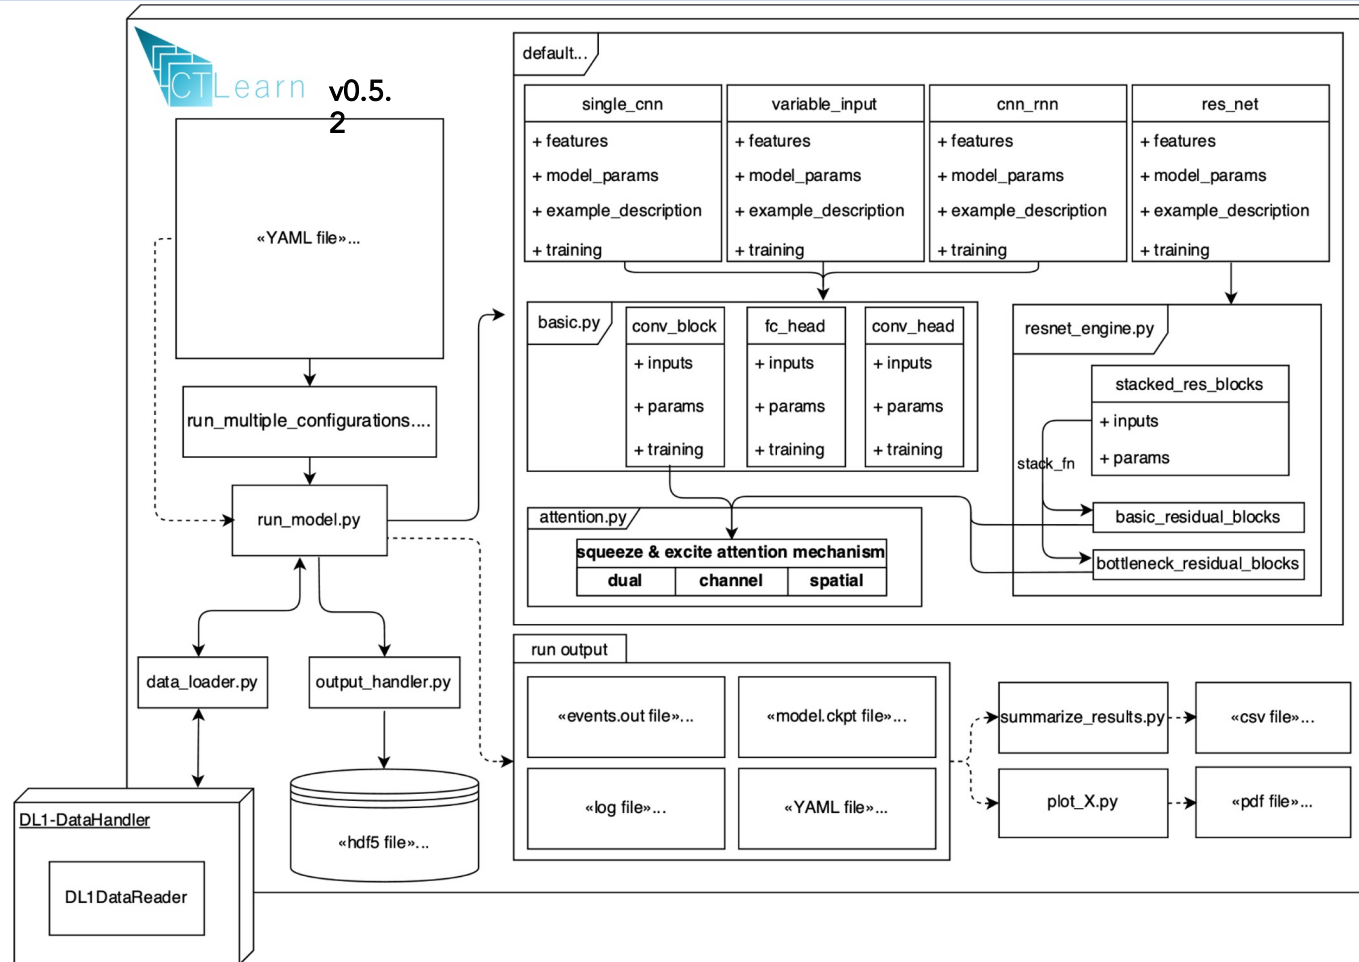 CTLearn
v0.5.
2
default...
single_cnn
+ features
+ model_params
+ example_description
+ training
variable_input
+ features
+ model_params
+ example_description
+ training
cnn_rnn
+ features
+ model_params
+ example_description
+ training
res_net
+ features
+ model_params
+ example_description
+ training
«YAML file»...
run_multiple_configurations....
run_model.py
data_loader.py
output_handler.py
DL1-DataHandler
DL1DataReader
«hdf5 file»...
basic.py
conv_block
+ inputs
+ params
+ training
fc_head
+ inputs
+ params
+ training
conv_head
+ inputs
+ params
+ training
resnet_engine.py
stacked_res_blocks
+ inputs
+ params
stack_fn
basic_residual_blocks
bottleneck_residual_blocks
attention.py
squeeze & excite attention mechanism
dual
channel
spatial
run output
«events.out file»...
«model.ckpt file»...
«log file»...
«YAML file»...
summarize_results.py
«csv file»...
plot_X.py
«pdf file»...